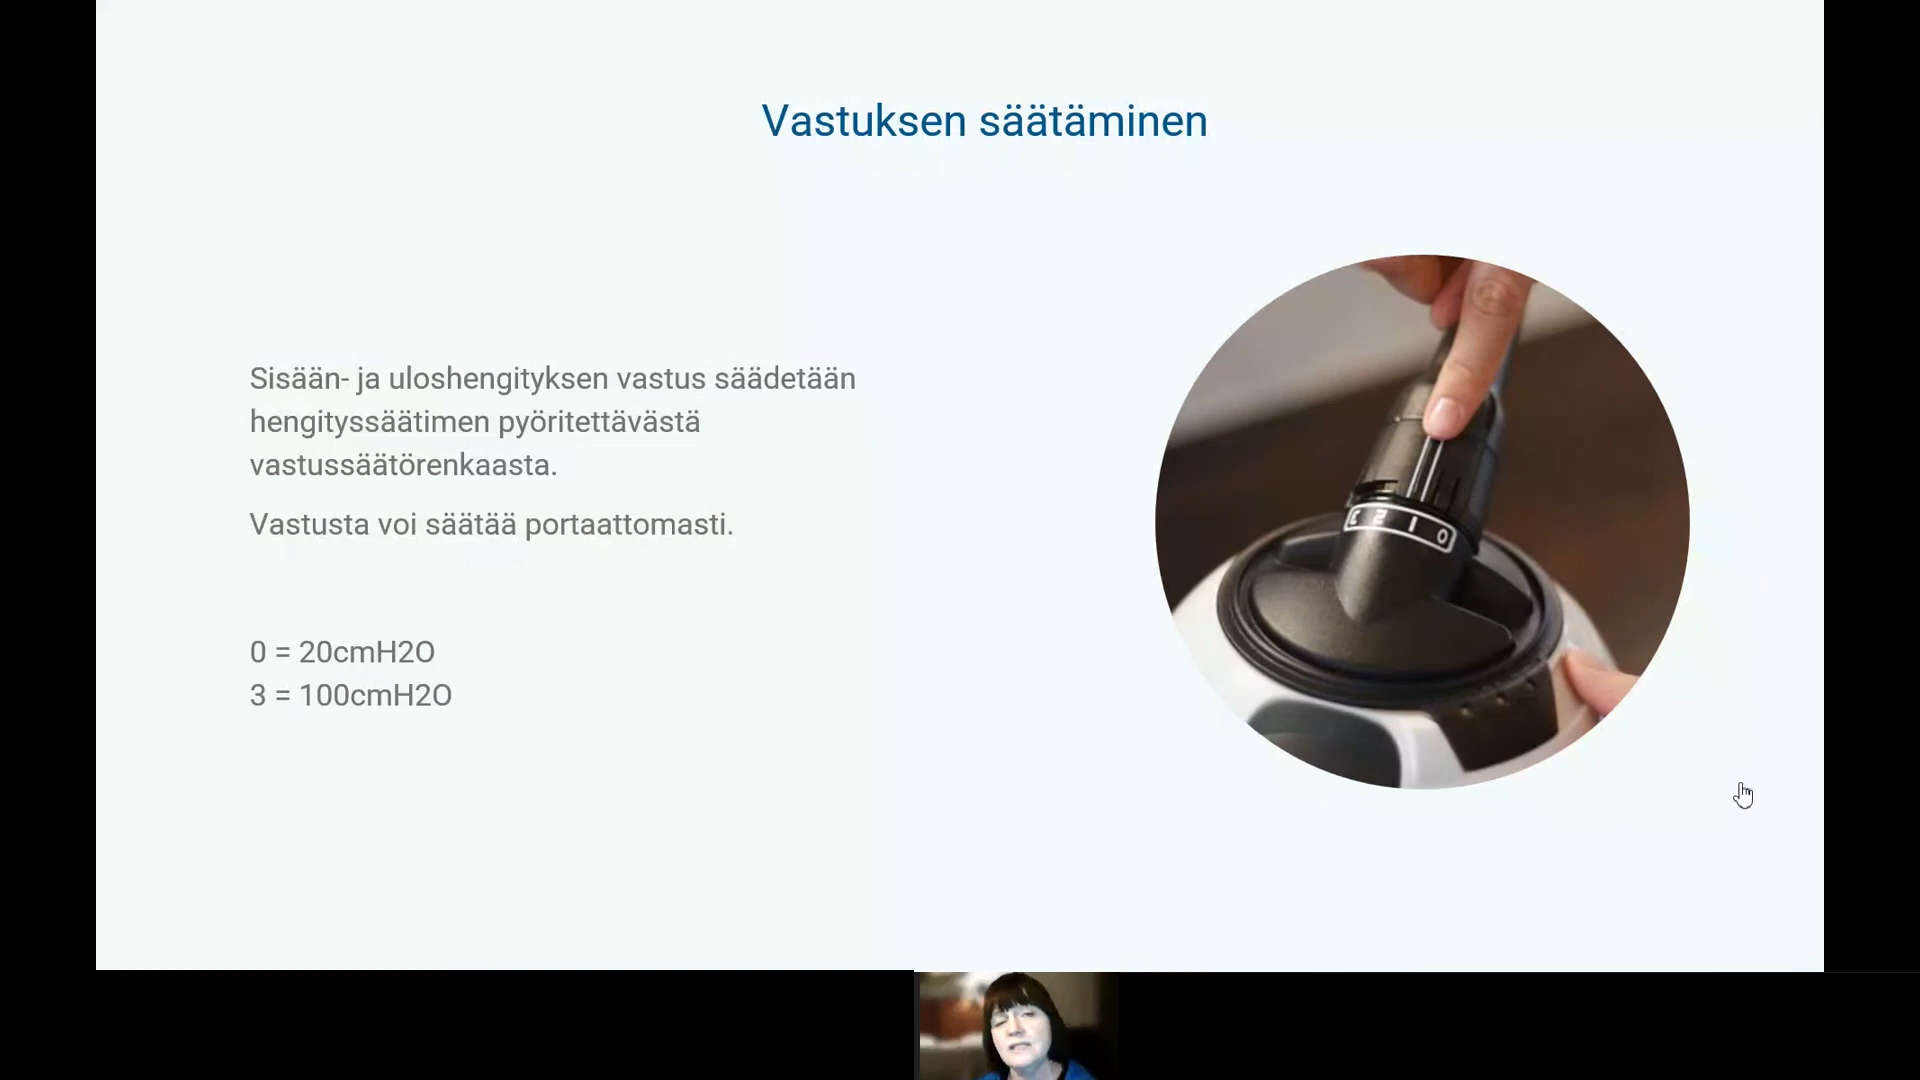 Vastuksen säätäminen
Sisään- ja uloshengityksen vastus säädetään
hengityssäätimen pyöritettävästä
vastussäätörenkaasta.
Vastusta voi säätää portaattomasti.
0 = 20cmH2O
3 = 100cmH2O
3 2 1 0